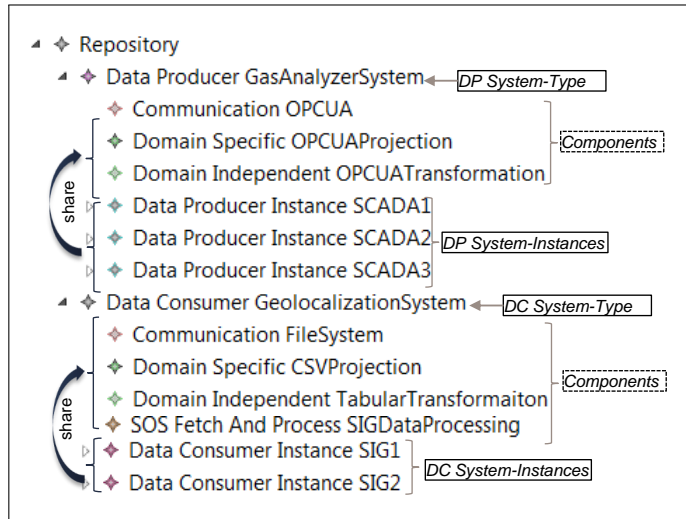 Repository
Data Producer GasAnalyzerSystem DP System-Type
Communication OPCUA
Domain Specific OPCUAProjection Components
Domain Independent OPCUATransformation
share
Data Producer Instance SCADA1
Data Producer Instance SCADA2 DP System-Instances
Data Producer Instance SCADA3
Data Consumer GeolocalizationSystem DC System-Type
Communication FileSystem
Domain Specific CSVProjection Components
Domain Independent TabularTransformaiton
share
SOS Fetch And Process SIGDataProcessing
Data Consumer Instance SIG1
DC System-Instances
Data Consumer Instance SIG2